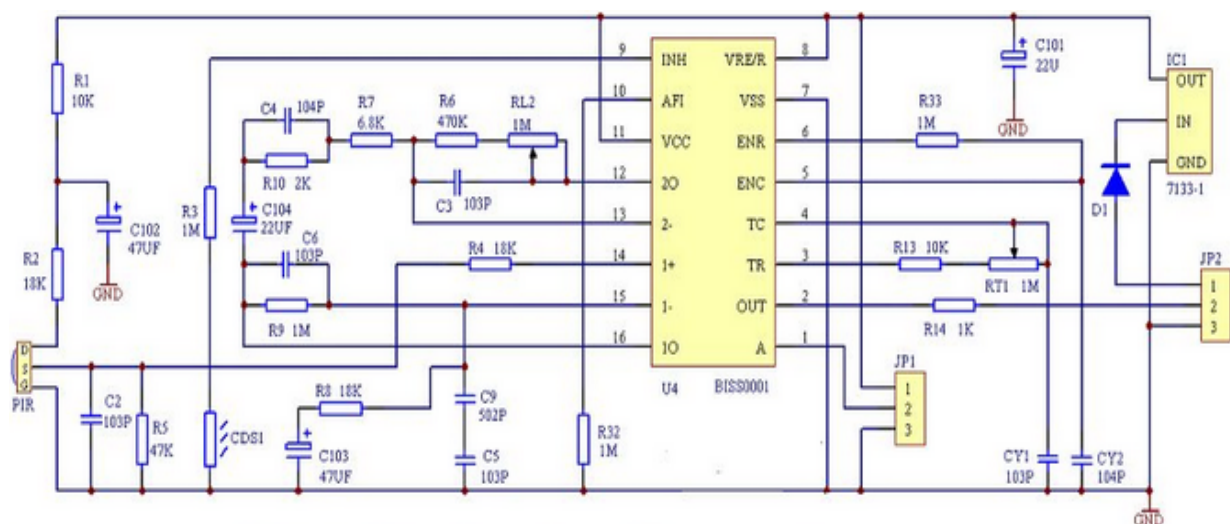 R1
10K
R2
18K
C102
47UF
GND
D
S
G
PIR
C2
103P
R5
47K
R3
1M
CDS1
C4
104P
R10 2K
C104
22UF
C6
103P
R9 1M
R7
6.8K
R6
470K
RL2
1M
C3
103P
R4 18K
R8 18K
C103
47UF
C9
502P
C5
103P
R32
1M
9
10
11
12
13
14
15
16
INH
AFI
VCC
2O
2-
1+
1-
1O
VRE/R
VSS
ENR
ENC
TC
TR
OUT
A
8
7
6
5
4
3
2
1
U4
BISS0001
C101
22U
GND
R33
1M
R13 10K
RT1 1M
R14 1K
JP1
1
2
3
CY1
103P
CY2
104P
IC1
OUT
IN
GND
7133-1
D1
JP2
1
2
3
GND